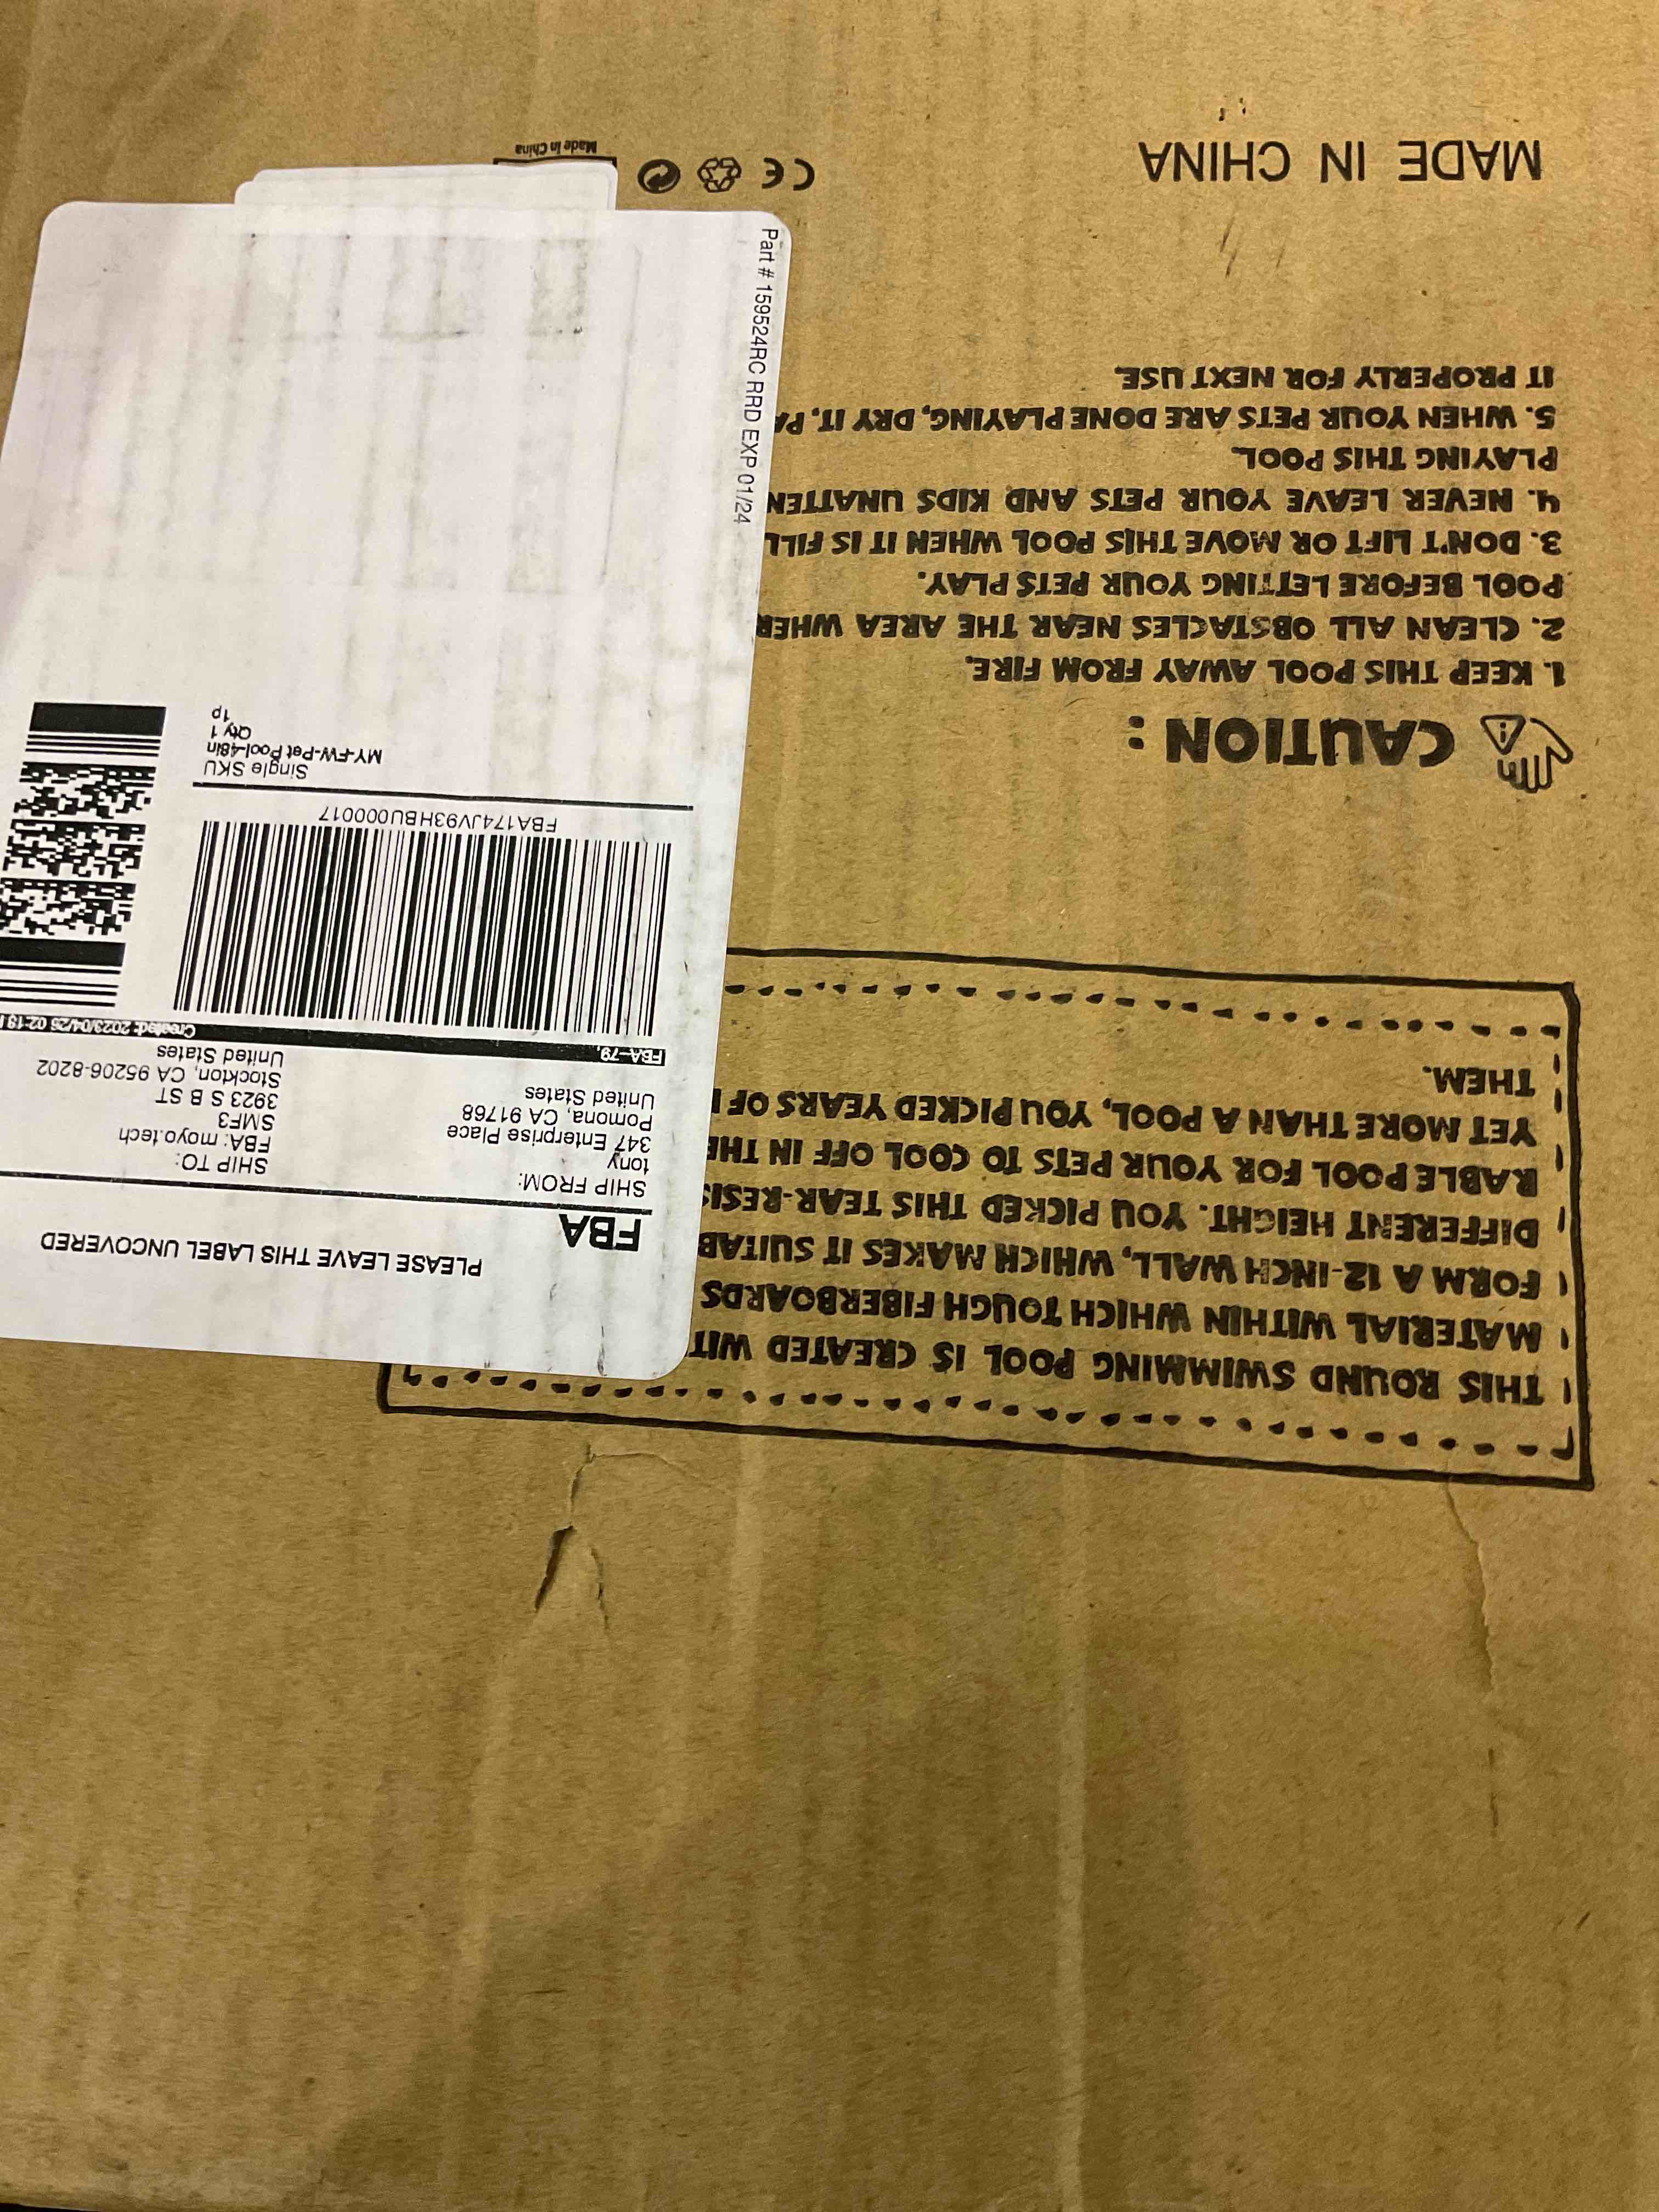 PLEASE LEAVE THIS LABEL UNCOVERED
FBA
SHIP FROM:
tony
347 Enterprise Place
Pomona, CA 91768
United States
SHIP TO:
FBA: moyo.tech
SMF3
3923 S B ST
Stockton, CA 95206-8202
United States
FBA-79,
Created: 2023/04/26 02:19
FBA174JV93HBU000017
Single SKU
MY-FW-Pet Pool-48in
Qty 1
1p
Part # 159524RC RRD EXP 01/24
THIS ROUND SWIMMING POOL IS CREATED WIT
MATERIAL WITHIN WHICH TOUGH FIBERBOARDS
FORM A 12-INCH WALL, WHICH MAKES IT SUITAB
DIFFERENT HEIGHT. YOU PICKED THIS TEAR-RESIS
RABLE POOL FOR YOUR PETS TO COOL OFF IN THE
YET MORE THAN A POOL, YOU PICKED YEARS OF
THEM.
CAUTION :
1. KEEP THIS POOL AWAY FROM FIRE.
2. CLEAN ALL OBSTACLES NEAR THE AREA WHER
POOL BEFORE LETTING YOUR PETS PLAY.
3. DON'T LIFT OR MOVE THIS POOL WHEN IT IS FILL
4. NEVER LEAVE YOUR PETS AND KIDS UNATTEN
PLAYING THIS POOL.
5. WHEN YOUR PETS ARE DONE PLAYING, DRY IT, PA
IT PROPERLY FOR NEXT USE.
MADE IN CHINA
CE
Made in China